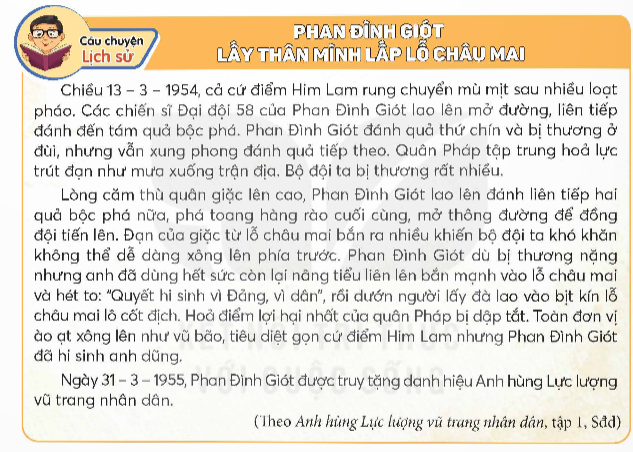 Câu chuyện
Lịch sử
PHAN ĐÌNH GIÓT
LẤY THÂN MÌNH LẤP LỖ CHÂU MAI
Chiều 13 – 3 – 1954, cả cứ điểm Him Lam rung chuyển mù mịt sau nhiều loạt
pháo. Các chiến sĩ Đại đội 58 của Phan Đình Giót lao lên mở đường, liên tiếp
đánh đến tám quả bộc phá. Phan Đình Giót đánh quả thứ chín và bị thương ở
đùi, nhưng vẫn xung phong đánh quả tiếp theo. Quân Pháp tập trung hoả lực
trút đạn như mưa xuống trận địa. Bộ đội ta bị thương rất nhiều.
Lòng căm thù quân giặc lên cao, Phan Đình Giót lao lên đánh liên tiếp hai
quả bộc phá nữa, phá toang hàng rào cuối cùng, mở thông đường để đồng
đội tiến lên. Đạn của giặc từ lỗ châu mai bắn ra nhiều khiến bộ đội ta khó khăn
không thể dễ dàng xông lên phía trước. Phan Đình Giót dù bị thương nặng
nhưng anh đã dùng hết sức còn lại nâng tiểu liên lên bắn mạnh vào lỗ châu mai
và hét to: “Quyết hi sinh vì Đảng, vì dân”, rồi dướn người lấy đà lao vào bịt kín lỗ
châu mai lô cốt địch. Hoả điểm lợi hại nhất của quân Pháp bị dập tắt. Toàn đơn vị
ào ạt xông lên như vũ bão, tiêu diệt gọn cứ điểm Him Lam nhưng Phan Đình Giót
đã hi sinh anh dũng.
KẾT NỐI TRI THỨC
VỚI CUỘC SỐNG
Ngày 31 – 3 – 1955, Phan Đình Giót được truy tặng danh hiệu Anh hùng Lực lượng
vũ trang nhân dân.
(Theo Anh hùng Lực lượng vũ trang nhân dân, tập 1, Sđd)